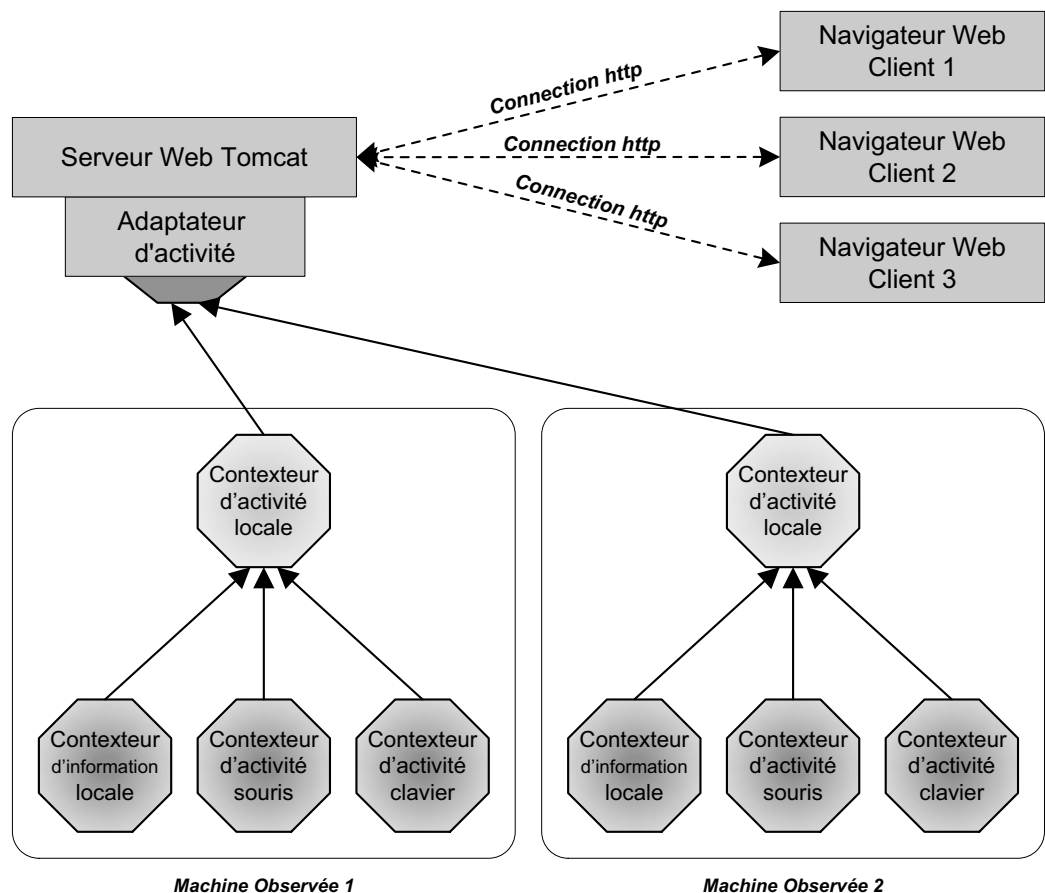 Navigateur Web
Client 1
Connection http
Serveur Web Tomcat
Connection http
Navigateur Web
Client 2
Connection http
Adaptateur
d'activité
Navigateur Web
Client 3
Contexteur
d’activité
locale
Contexteur
d’activité
locale
Contexteur
d’information
locale
Contexteur
d’activité
souris
Contexteur
d’activité
clavier
Contexteur
d’information
locale
Contexteur
d’activité
souris
Contexteur
d’activité
clavier
Machine Observée 1
Machine Observée 2